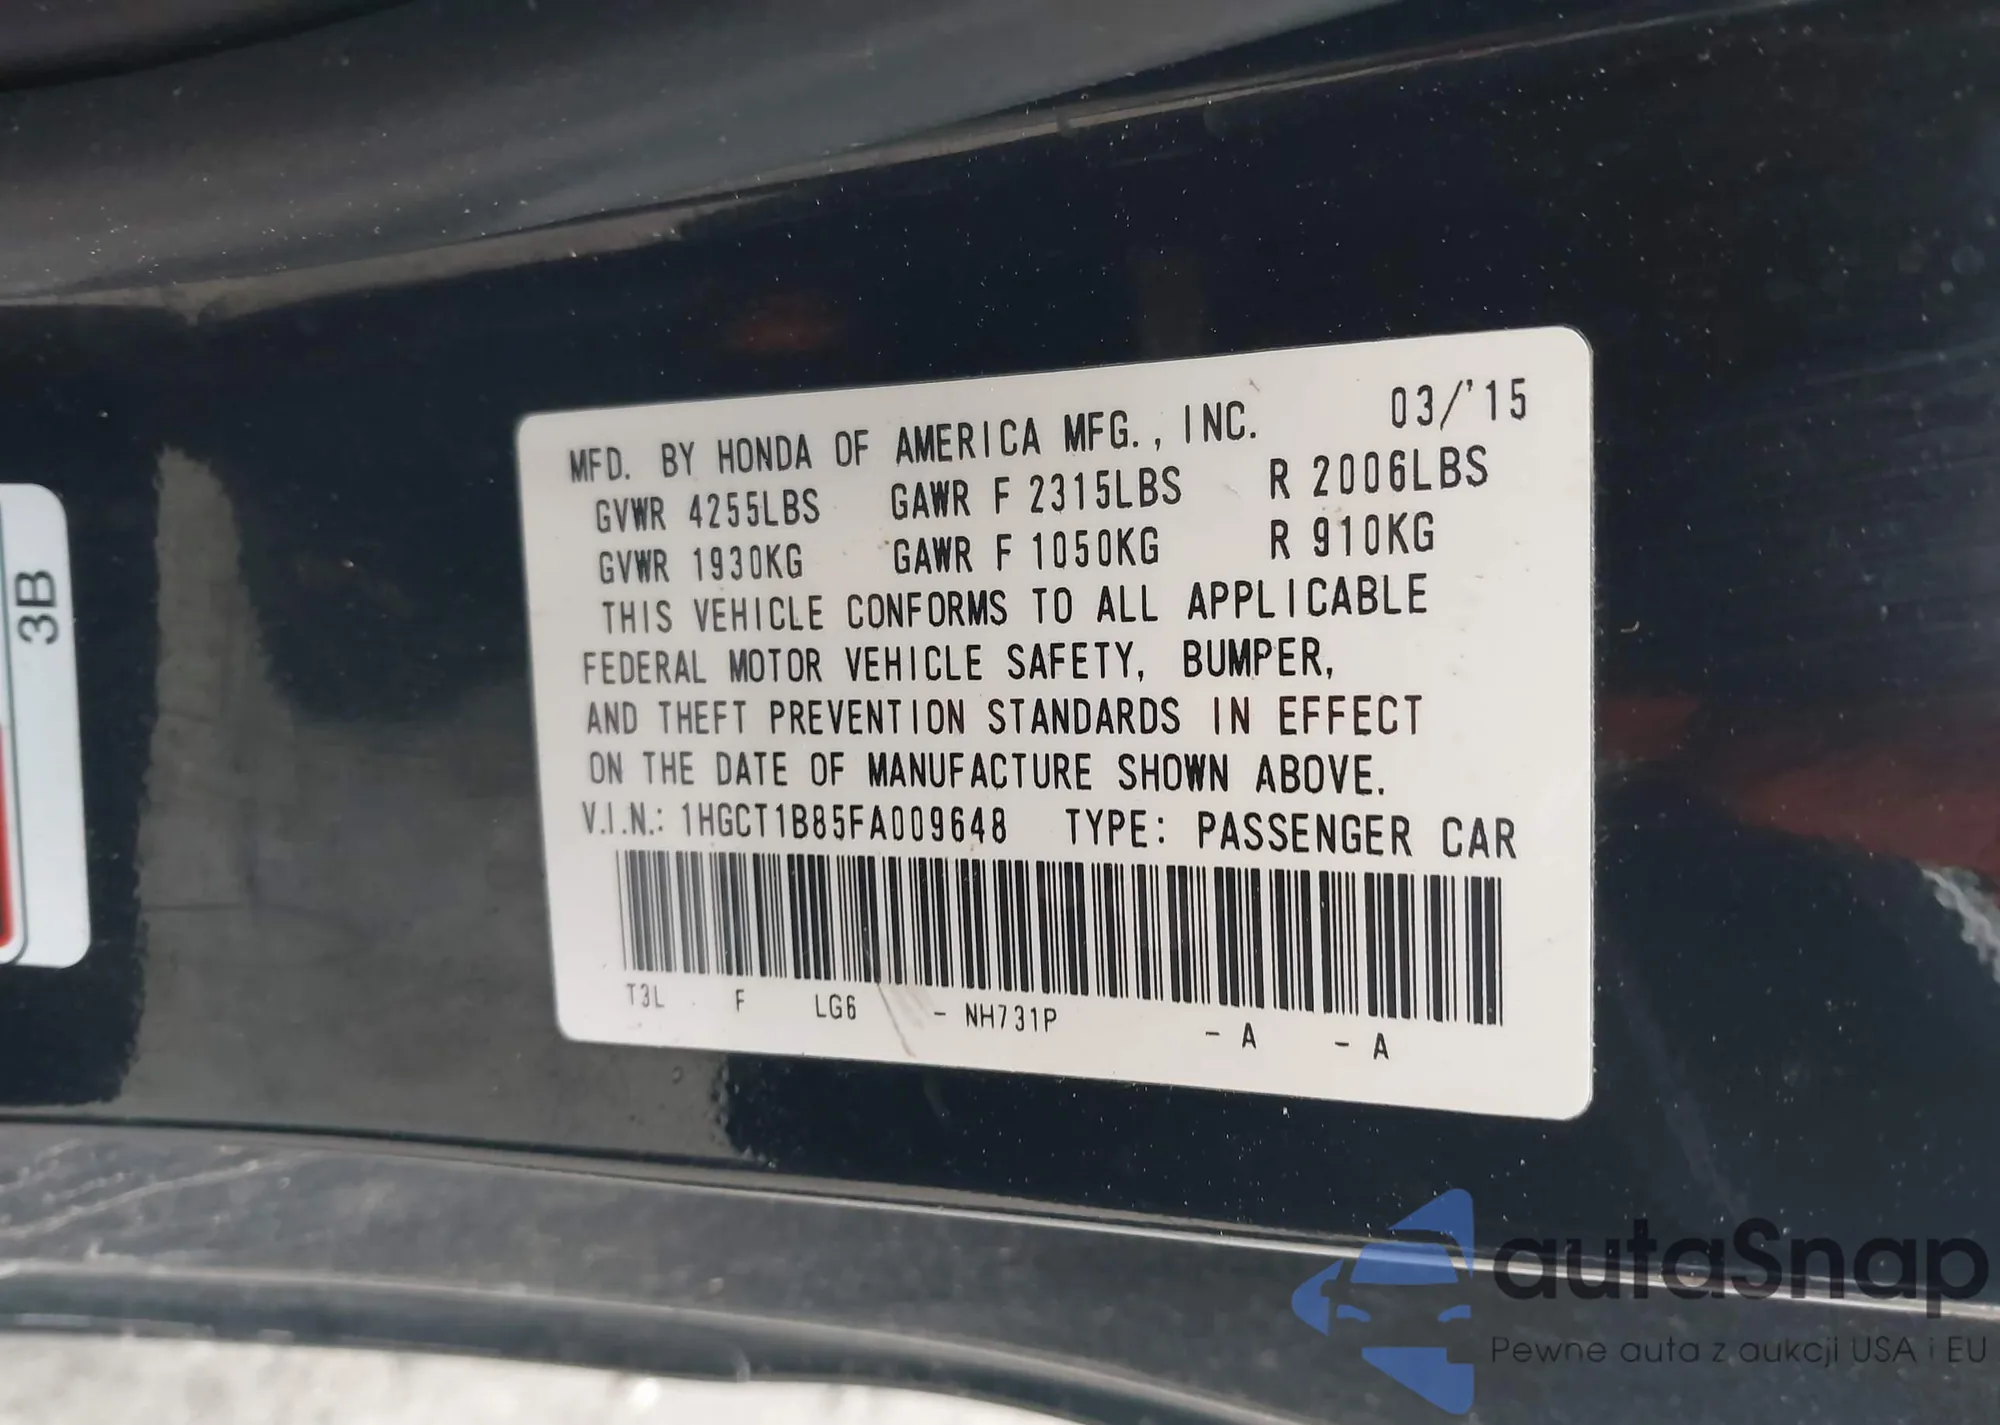 MFD. BY HONDA OF AMERICA MFG., INC. 03/'15
GVWR 4255LBS GAWR F 2315LBS R 2006LBS
GVWR 1930KG GAWR F 1050KG R 910KG
THIS VEHICLE CONFORMS TO ALL APPLICABLE
FEDERAL MOTOR VEHICLE SAFETY, BUMPER,
AND THEFT PREVENTION STANDARDS IN EFFECT
ON THE DATE OF MANUFACTURE SHOWN ABOVE.
V.I.N.: 1HGCT1B85FA009648 TYPE: PASSENGER CAR
T3L F LG6 - NH731P - A - A
3B
autaSnap
Pewne auta z aukcji USA i EU